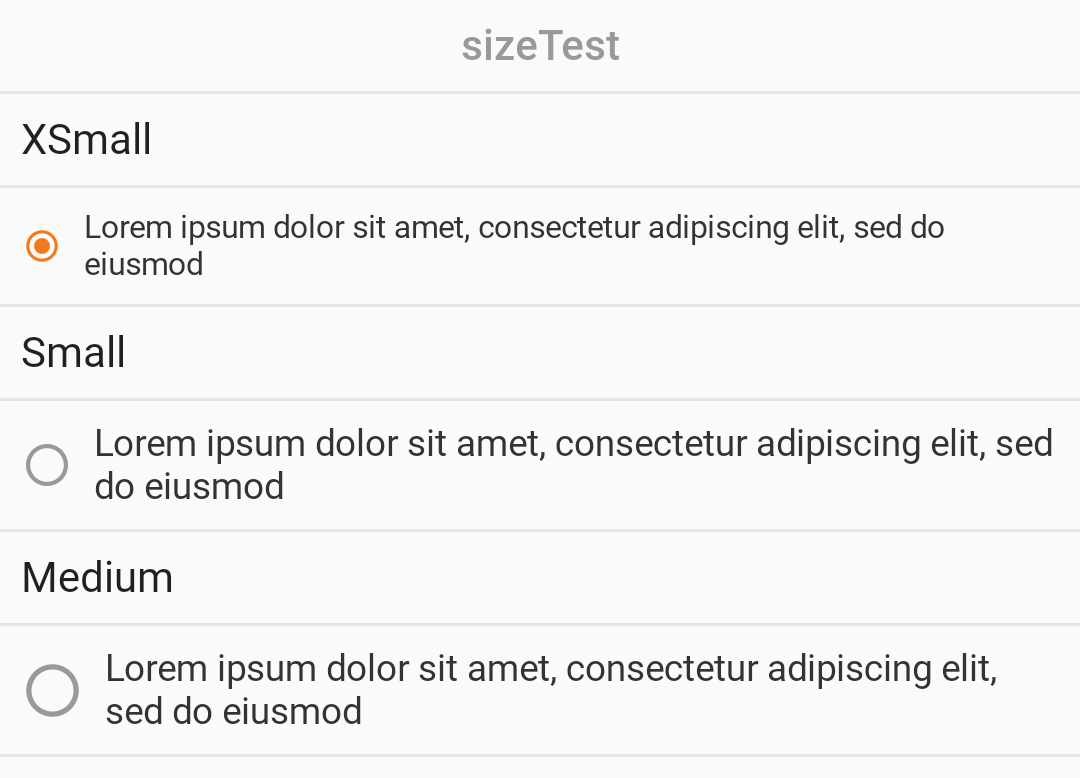 sizeTest
XSmall
Lorem ipsum dolor sit amet, consectetur adipiscing elit, sed do
eiusmod
Small
Lorem ipsum dolor sit amet, consectetur adipiscing elit, sed
do eiusmod
Medium
Lorem ipsum dolor sit amet, consectetur adipiscing elit,
sed do eiusmod